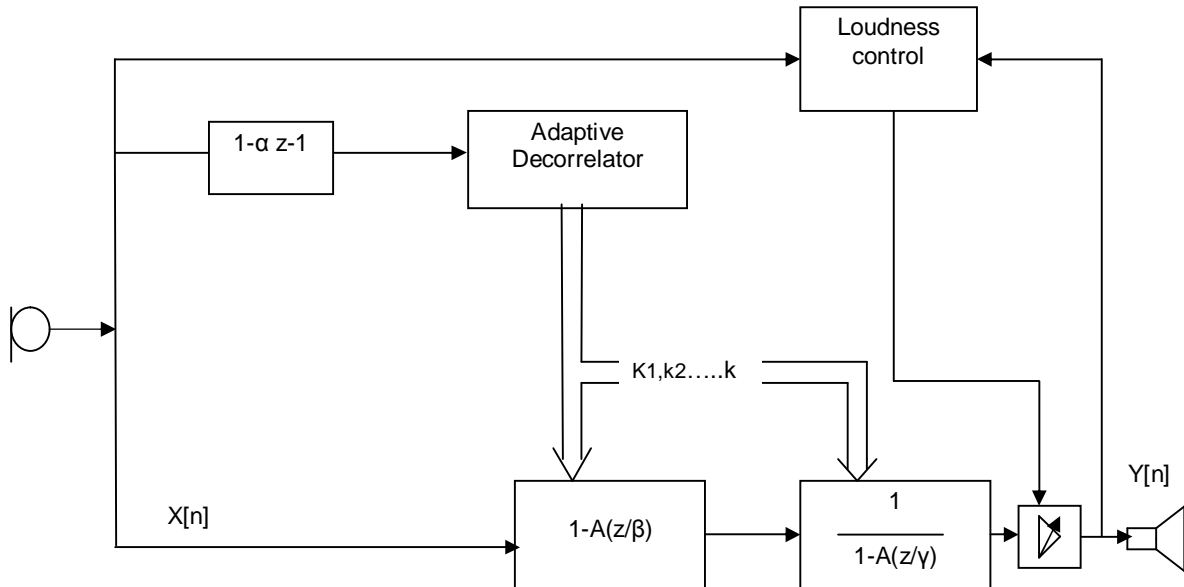 Loudness
control
1-α z-1
Adaptive
Decorrelator
K1,k2…..k
X[n]
1-A(z/β)
1
1-A(z/γ)
Y[n]